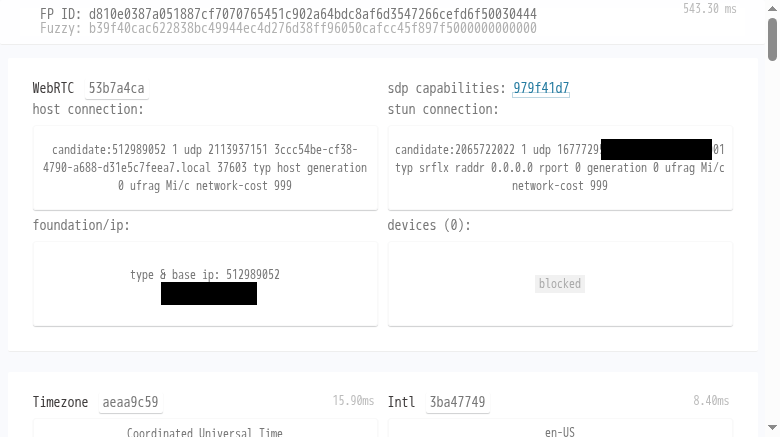 FP ID: d810e0387a051887cf7070765451c902a64bdc8af6d3547266cefd6f50030444
543.30 ms
Fuzzy: b39f40cac622838bc49944ec4d276d38ff96050cafcc45f897f5000000000000
WebRTC 53b7a4ca
host connection:
candidate:512989052 1 udp 2113937151 3ccc54be-cf38-
4790-a688-d31e5c7feea7.local 37603 typ host generation
0 ufrag Mi/c network-cost 999
sdp capabilities: 979f41d7
stun connection:
candidate:2065722022 1 udp 1677729 01
typ srflx raddr 0.0.0.0 rport 0 generation 0 ufrag Mi/c
network-cost 999
foundation/ip:
type & base ip: 512989052
devices (0):
blocked
Timezone aeaa9c59
15.90ms
Coordinated Universal Time
Intl 3ba47749
8.40ms
en-US